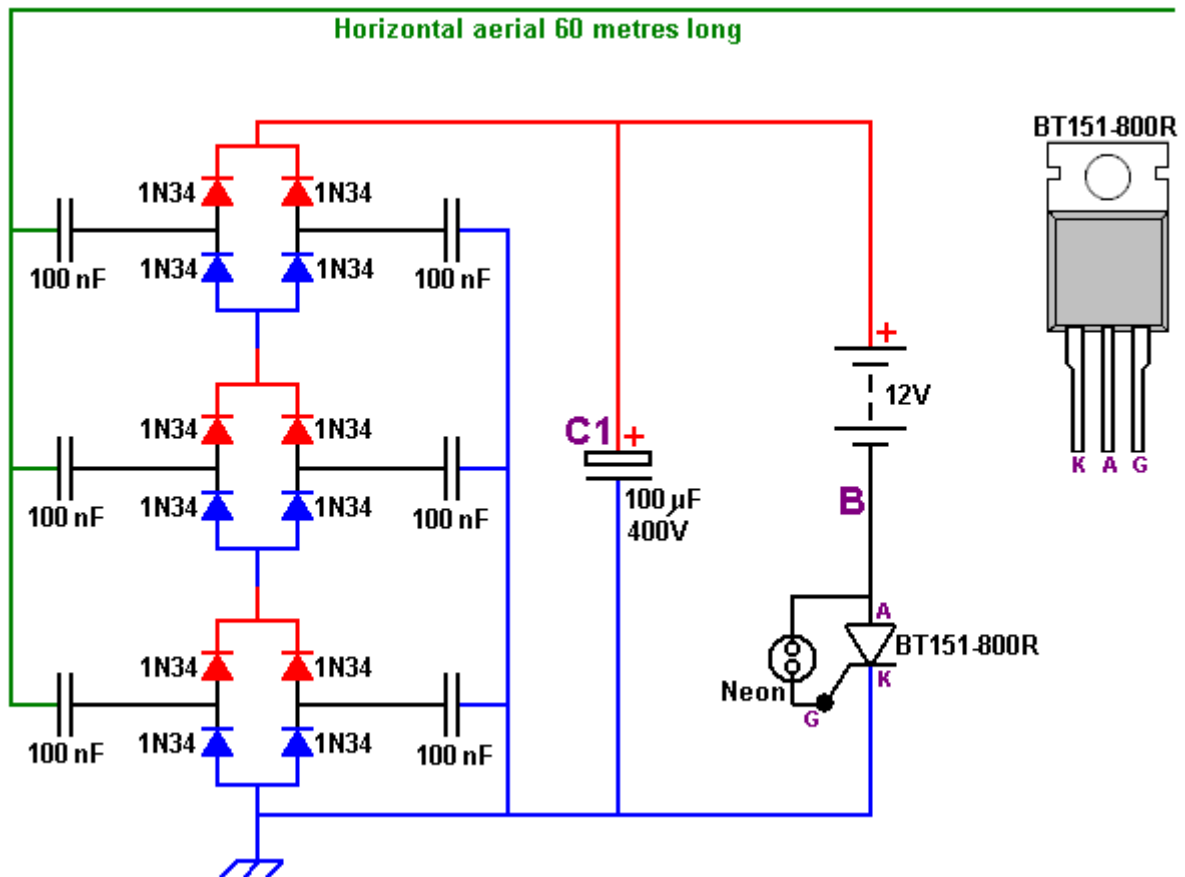 Horizontal aerial 60 metres long
BT151-800R
1N34 1N34
1N34 1N34
100 nF 100 nF
+
12V
K A G
1N34 1N34
C1 +
1N34 1N34
100 µF
400V
B
100 nF 100 nF
A
BT151-800R
K
Neon
G
1N34 1N34
1N34 1N34
100 nF 100 nF